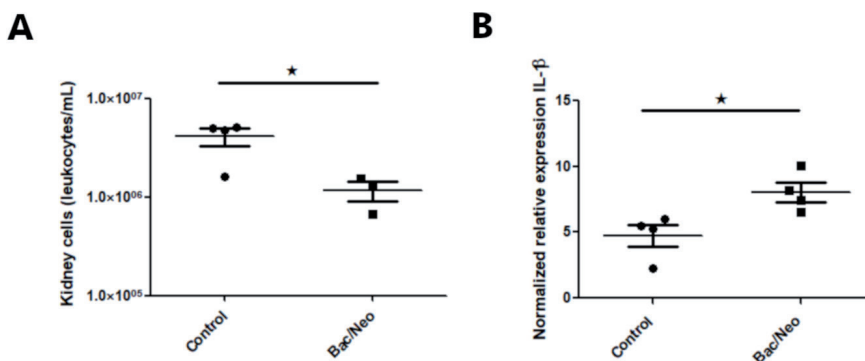 A
Kidney cells (leukocytes/mL)
1.0×10⁰⁷
1.0×10⁰⁶
1.0×10⁰⁵
★
Control
Bac/Neo
B
Normalized relative expression IL-1β
15
10
5
0
★
Control
Bac/Neo